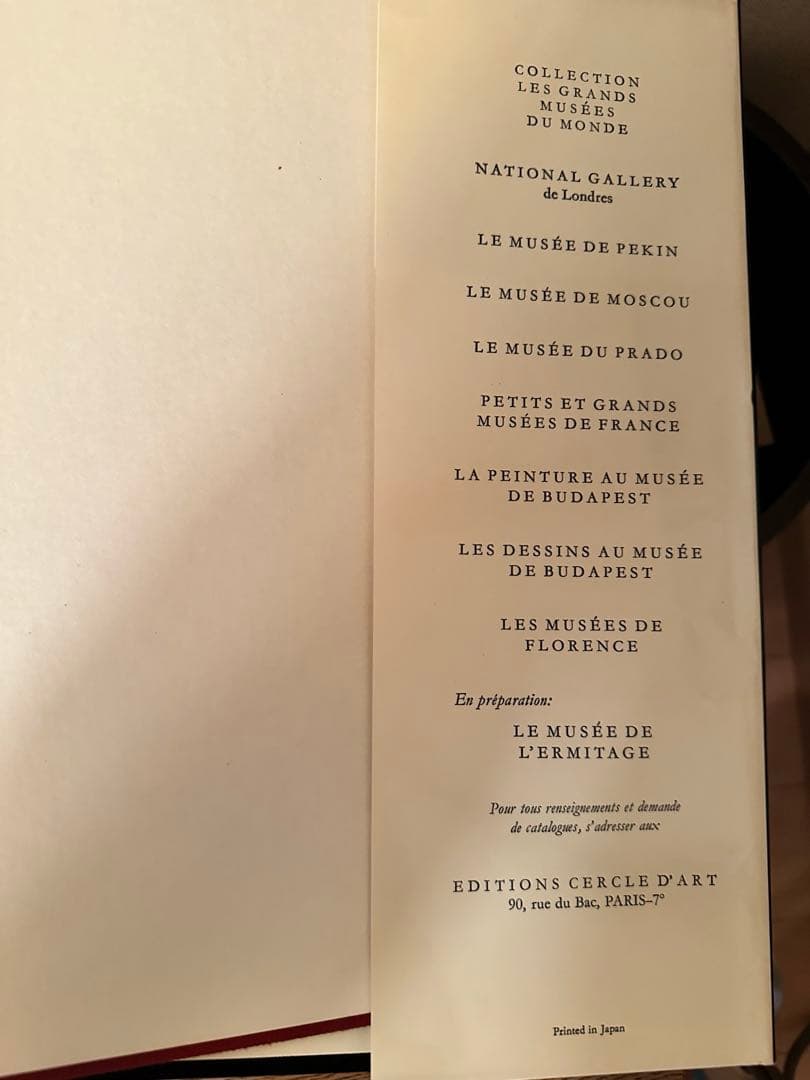 COLLECTION
LES GRANDS
MUSÉES
DU MONDE
NATIONAL GALLERY
de Londres
LE MUSÉE DE PEKIN
LE MUSÉE DE MOSCOU
LE MUSÉE DU PRADO
PETITS ET GRANDS
MUSÉES DE FRANCE
LA PEINTURE AU MUSÉE
DE BUDAPEST
LES DESSINS AU MUSÉE
DE BUDAPEST
LES MUSÉES DE
FLORENCE
En préparation:
LE MUSÉE DE
L'ERMITAGE
Pour tous renseignements et demande
de catalogues, s'adresser aux
EDITIONS CERCLE D'ART
90, rue du Bac, PARIS–7°
Printed in Japan